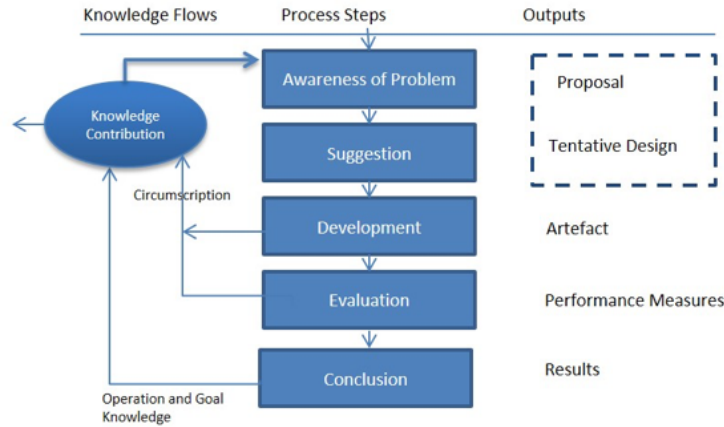 Knowledge Flows
Process Steps
Outputs
Awareness of Problem
Proposal
Knowledge
Contribution
Suggestion
Tentative Design
Circumscription
Development
Artefact
Evaluation
Performance Measures
Conclusion
Results
Operation and Goal
Knowledge